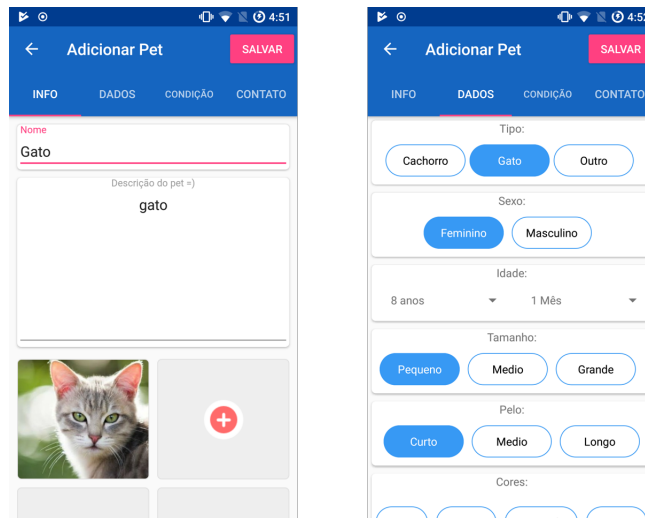 4:51
Adicionar Pet
SALVAR
INFO DADOS CONDIÇÃO CONTATO
Nome
Gato
Descrição do pet =)
gato
4:52
Adicionar Pet
SALVAR
INFO DADOS CONDIÇÃO CONTATO
Tipo:
Cachorro Gato Outro
Sexo:
Feminino Masculino
Idade:
8 anos 1 Mês
Tamanho:
Pequeno Medio Grande
Pelo:
Curto Medio Longo
Cores: